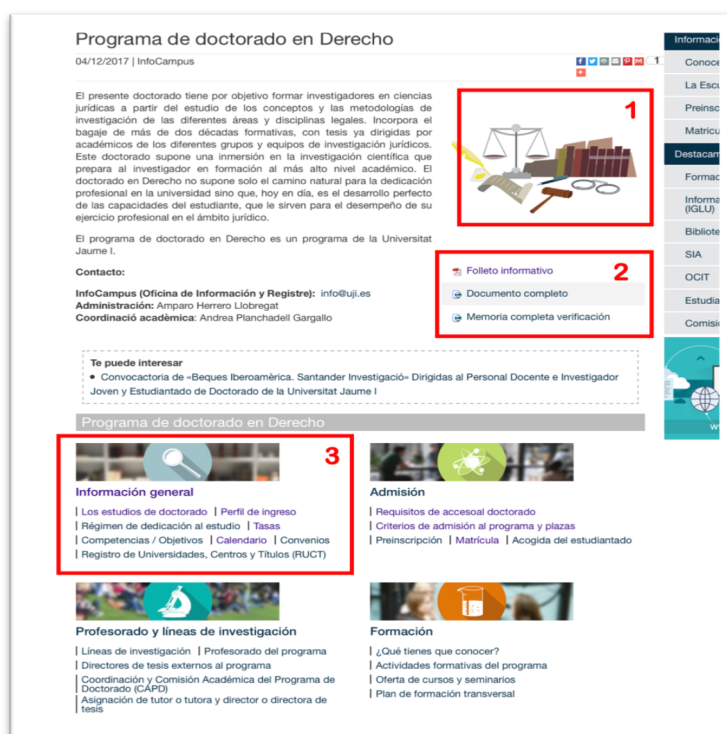 Programa de doctorado en Derecho
04/12/2017 | InfoCampus
1
El presente doctorado tiene por objetivo formar investigadores en ciencias
jurídicas a partir del estudio de los conceptos y las metodologías de
investigación de las diferentes áreas y disciplinas legales. Incorpora el
bagaje de más de dos décadas formativas, con tesis ya dirigidas por
académicos de los diferentes grupos y equipos de investigación jurídicos.
Este doctorado supone una inmersión en la investigación científica que
prepara al investigador en formación al más alto nivel académico. El
doctorado en Derecho no supone solo el camino natural para la dedicación
profesional en la universidad sino que, hoy en día, es el desarrollo perfecto
de las capacidades del estudiante, que le sirven para el desempeño de su
ejercicio profesional en el ámbito jurídico.
El programa de doctorado en Derecho es un programa de la Universitat
Jaume I.
Contacto:
InfoCampus (Oficina de Información y Registre): info@uji.es
Administración: Amparo Herrero Llobregat
Coordinació acadèmica: Andrea Planchadell Gargallo
1
2
Folleto informativo
Documento completo
Memoria completa verificación
Te puede interesar
• Convocactoria de «Beques Iberoamèrica. Santander Investigació» Dirigidas al Personal Docente e Investigador
Joven y Estudiantado de Doctorado de la Universitat Jaume I
Programa de doctorado en Derecho
3
Información general
| Los estudios de doctorado | Perfil de ingreso
| Régimen de dedicación al estudio | Tasas
| Competencias / Objetivos | Calendario | Convenios
| Registro de Universidades, Centros y Títulos (RUCT)
Admisión
| Requisitos de accesoal doctorado
| Criterios de admisión al programa y plazas
| Preinscripción | Matrícula | Acogida del estudiantado
Profesorado y líneas de investigación
| Líneas de investigación | Profesorado del programa
| Directores de tesis externos al programa
| Coordinación y Comisión Académica del Programa de
Doctorado (CAPD)
| Asignación de tutor o tutora y director o directora de
tesis
Formación
| ¿Qué tienes que conocer?
| Actividades formativas del programa
| Oferta de cursos y seminarios
| Plan de formación transversal
Informaci
Conoce
La Escu
Preinsc
Matricu
Destacam
Formac
Informa
(IGLU)
Bibliote
SIA
OCIT
Estudia
Comisi